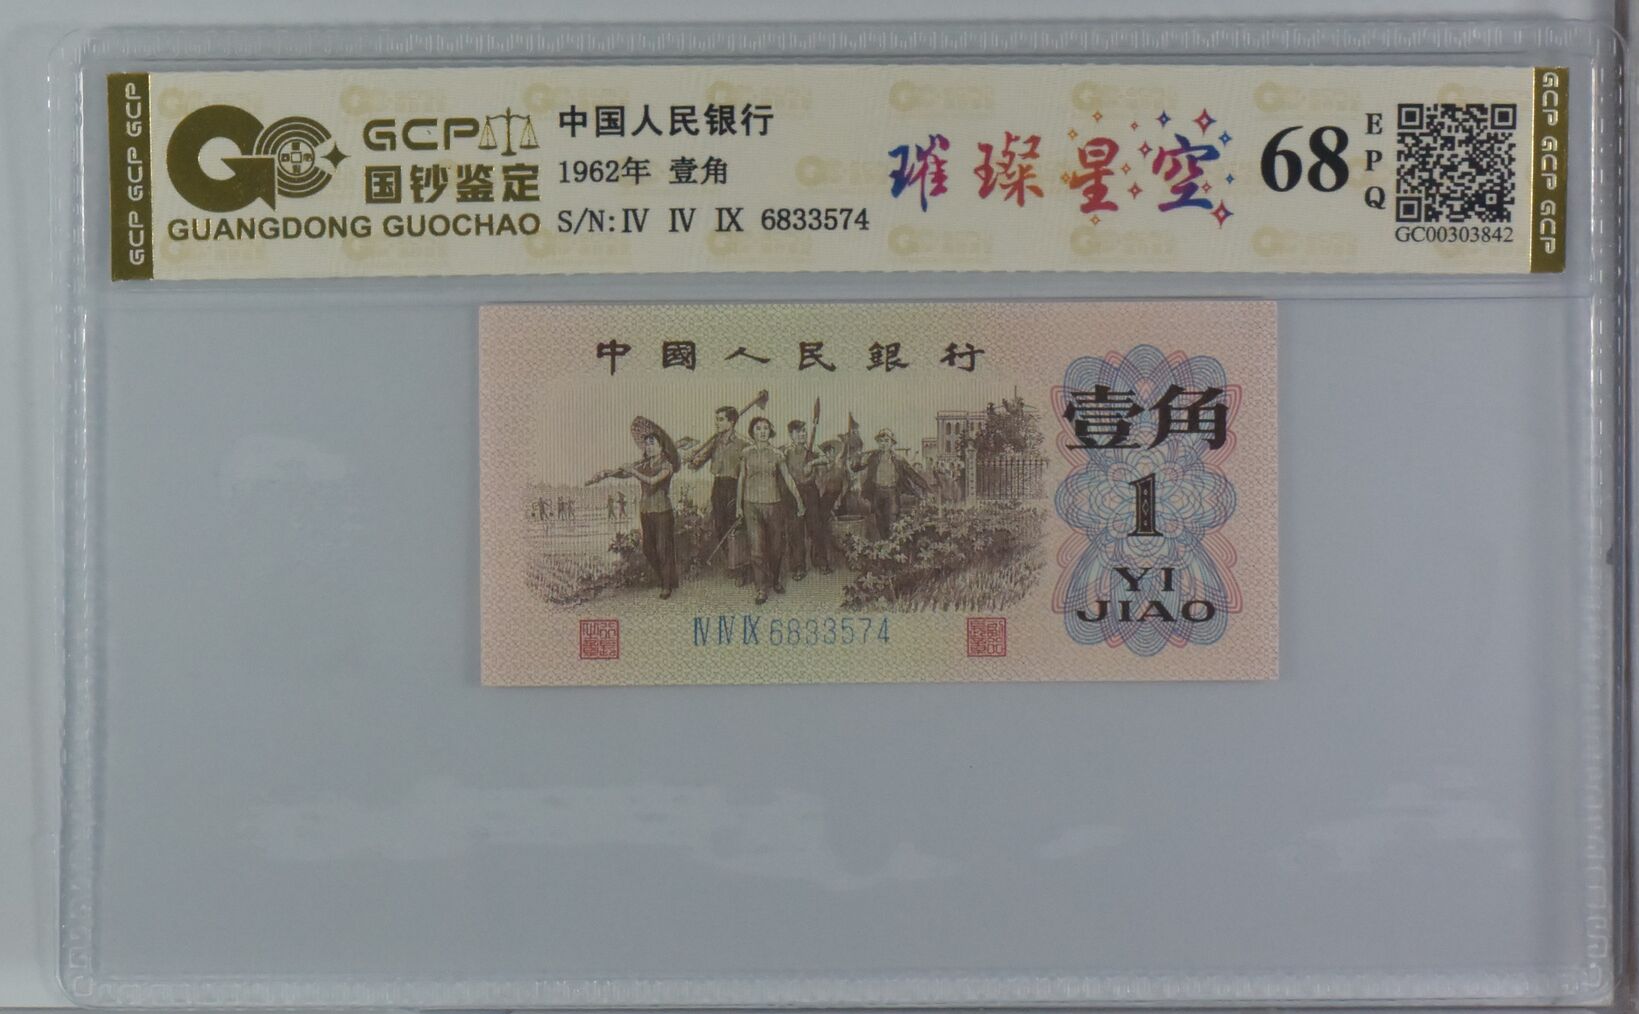 GCP GCP GCP
GCP
国钞鉴定
GUANGDONG GUOCHAO
中国人民银行
1962年 壹角
S/N: IV IV IX 6833574
璀璨星空
68
EPQ
GC00303842
GCP GCP GCP
中國人民銀行
壹角
1
YI
JIAO
IV IV IX 6833574